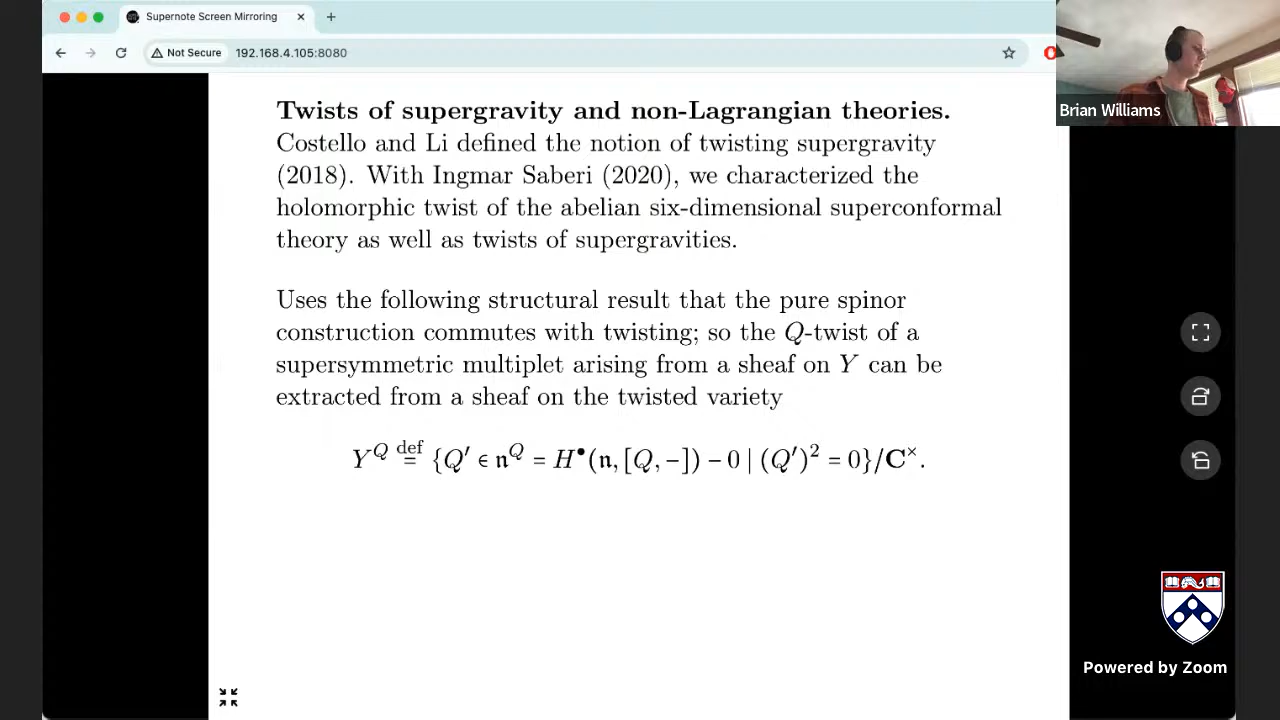 Supernote Screen Mirroring
Not Secure
192.168.4.105:8080
Brian Williams
Twists of supergravity and non-Lagrangian theories.
Costello and Li defined the notion of twisting supergravity
(2018). With Ingmar Saberi (2020), we characterized the
holomorphic twist of the abelian six-dimensional superconformal
theory as well as twists of supergravities.
Uses the following structural result that the pure spinor
construction commutes with twisting; so the Q-twist of a
supersymmetric multiplet arising from a sheaf on Y can be
extracted from a sheaf on the twisted variety
Y^Q ≝ {Q′ ∈ 𝔫^Q = H^•(𝔫, [Q, −]) − 0 | (Q′)² = 0}/𝐂^×.
Powered by Zoom